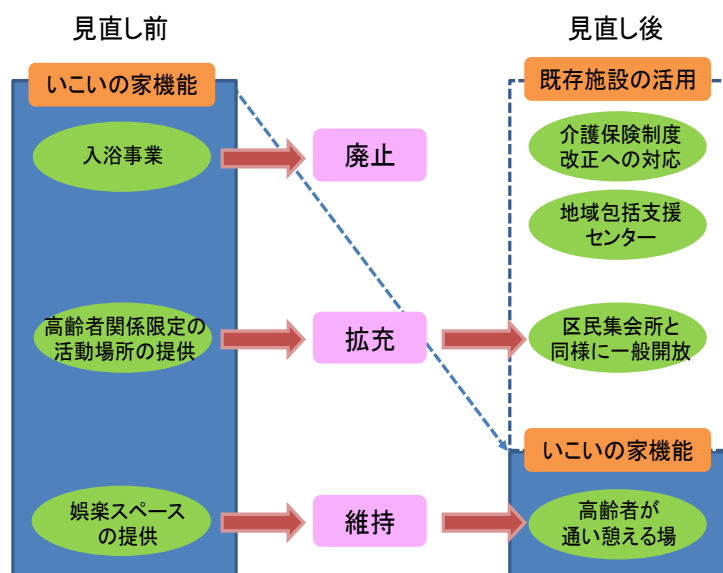 見直し前
見直し後
いこいの家機能
既存施設の活用
入浴事業
廃止
介護保険制度
改正への対応
地域包括支援
センター
高齢者関係限定の
活動場所の提供
拡充
区民集会所と
同様に一般開放
いこいの家機能
娯楽スペース
の提供
維持
高齢者が
通い憩える場